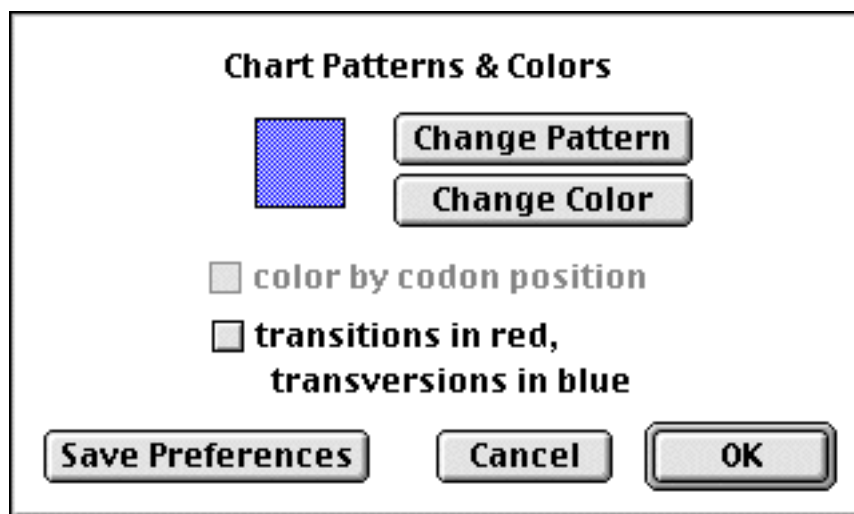 Chart Patterns & Colors
Change Pattern
Change Color
color by codon position
transitions in red,
transversions in blue
Save Preferences Cancel OK